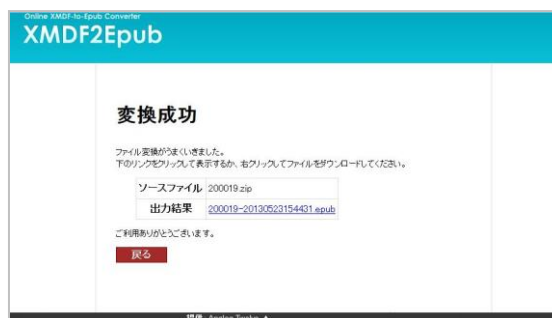 Online XMDF-to-Epub Converter
XMDF2Epub
変換成功
ファイル変換がうまくいきました。
下のリンクをクリックして表示するか、右クリックしてファイルをダウンロードしてください。
ソースファイル 200019.zip
出力結果 200019-20130523154431.epub
ご利用ありがとうございます。
戻る
提供: Analog Twelve